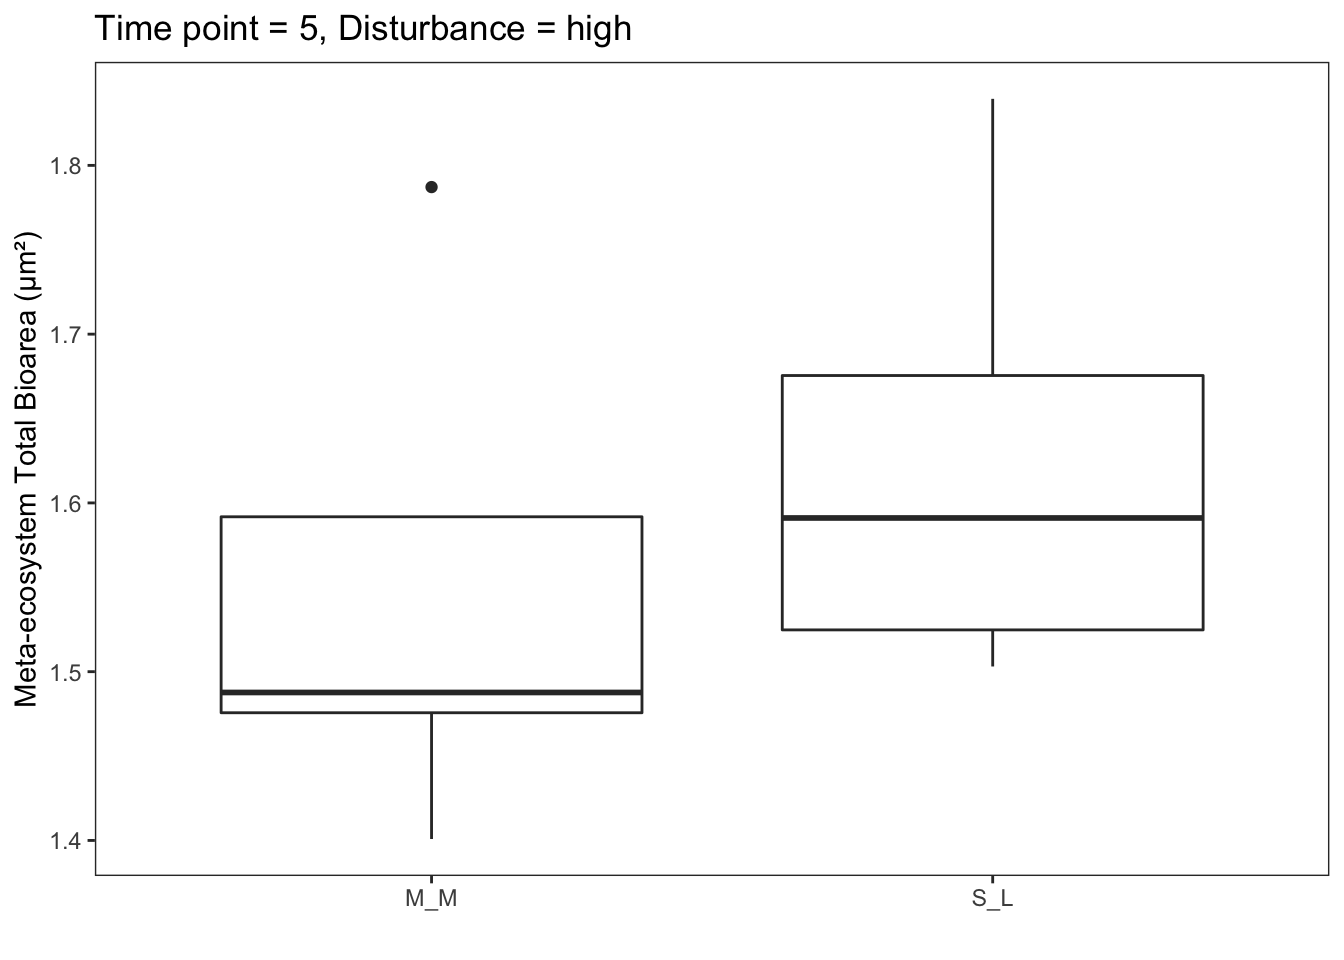 Time point = 5, Disturbance = high
Meta-ecosystem Total Bioarea (µm²)
1.8
1.7
1.6
1.5
1.4
M_M
S_L